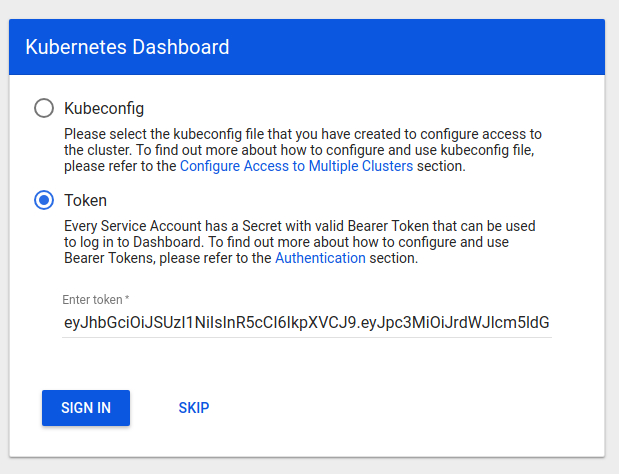 Kubernetes Dashboard
Kubeconfig
Please select the kubeconfig file that you have created to configure access to
the cluster. To find out more about how to configure and use kubeconfig file,
please refer to the Configure Access to Multiple Clusters section.
Token
Every Service Account has a Secret with valid Bearer Token that can be used
to log in to Dashboard. To find out more about how to configure and use
Bearer Tokens, please refer to the Authentication section.
Enter token *
eyJhbGciOiJSUzI1NiIsInR5cCI6IkpXVCJ9.eyJpc3MiOiJrdWJlcm5ldG
SIGN IN
SKIP